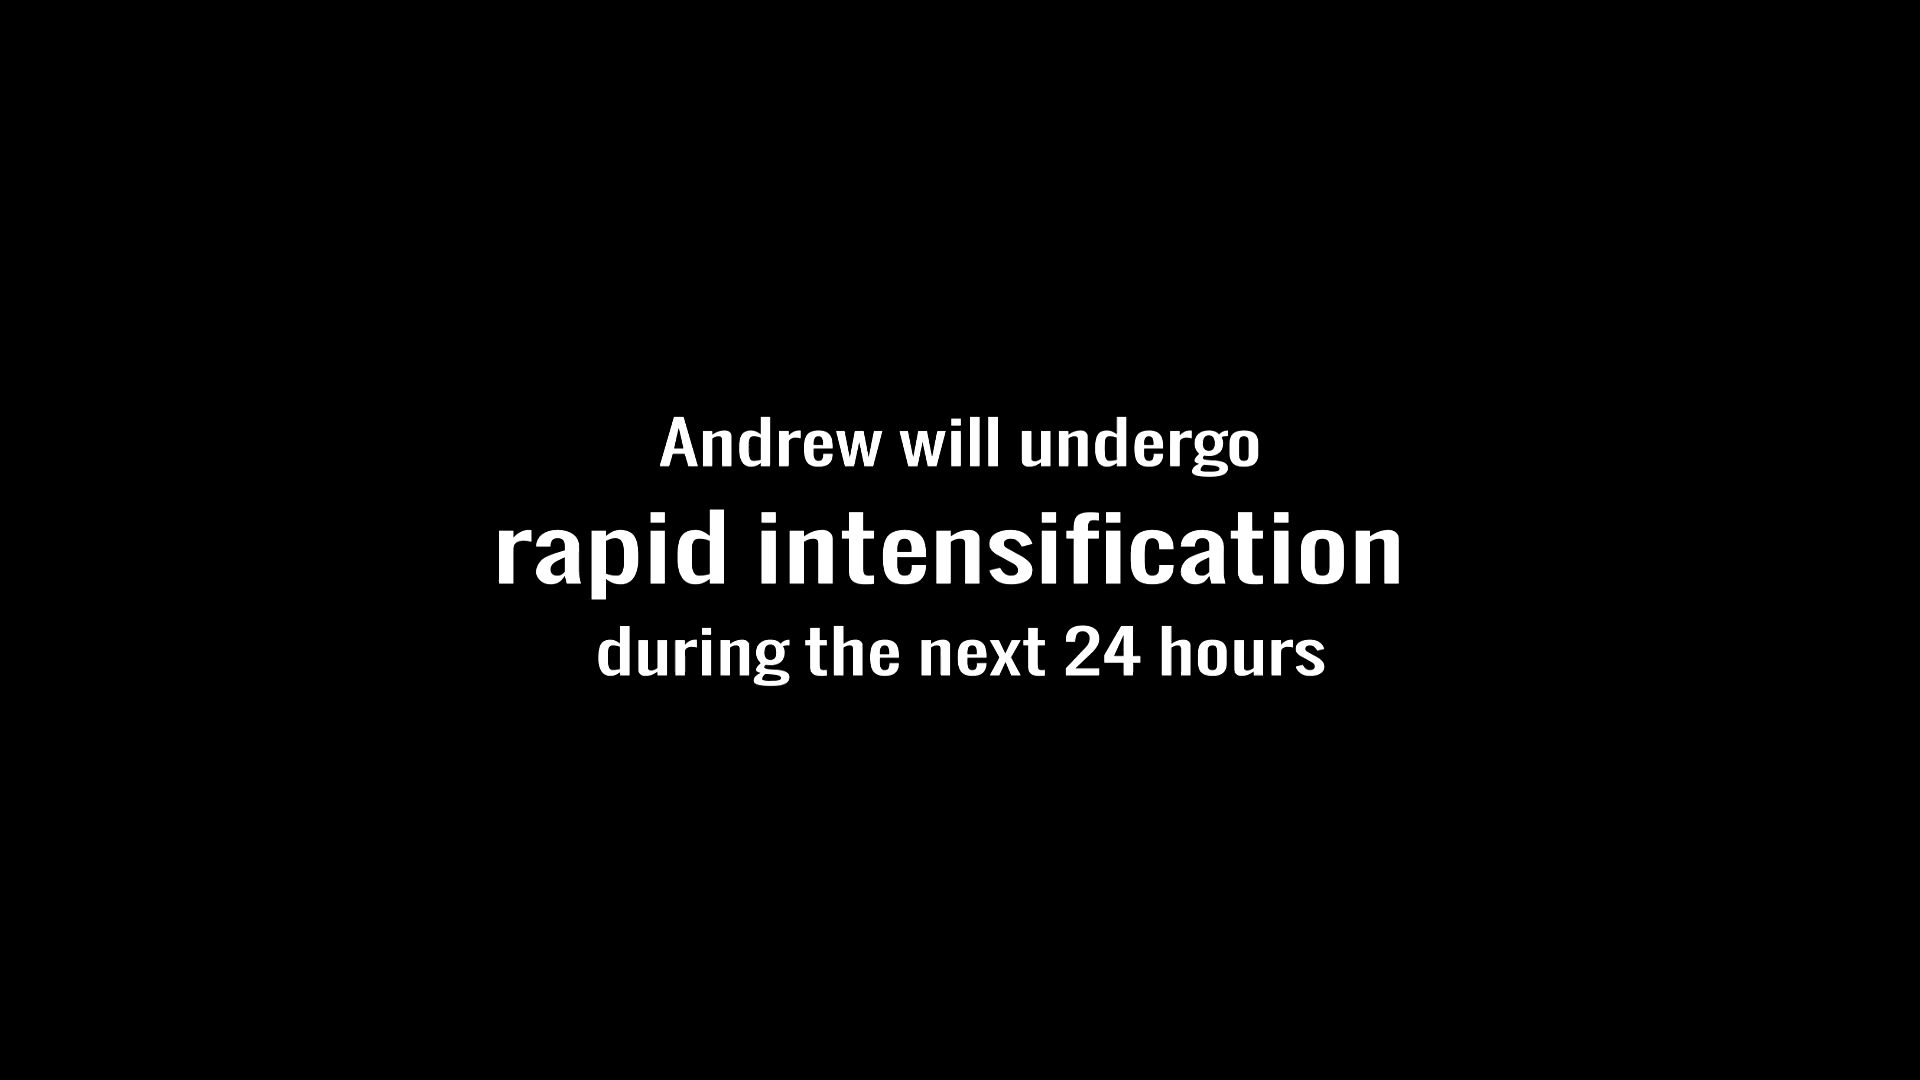 Andrew will undergo
rapid intensification
during the next 24 hours